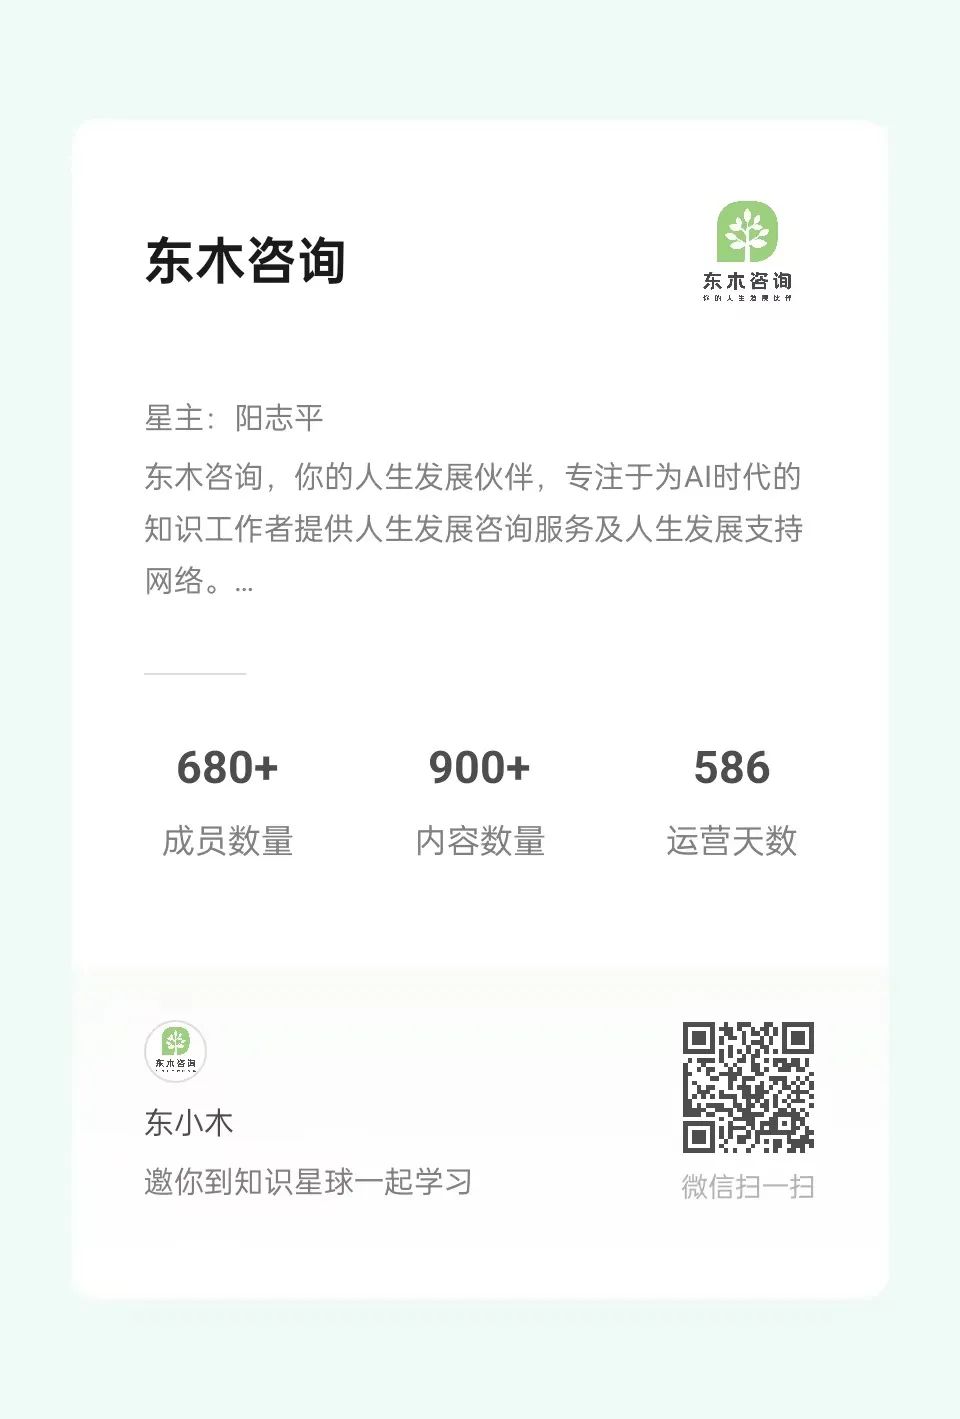 东木咨询
东木咨询
你的人生发展伙伴
星主：阳志平
东木咨询，你的人生发展伙伴，专注于为AI时代的
知识工作者提供人生发展咨询服务及人生发展支持
网络。...
680+
900+
586
成员数量
内容数量
运营天数
东木咨询
东小木
邀你到知识星球一起学习
微信扫一扫